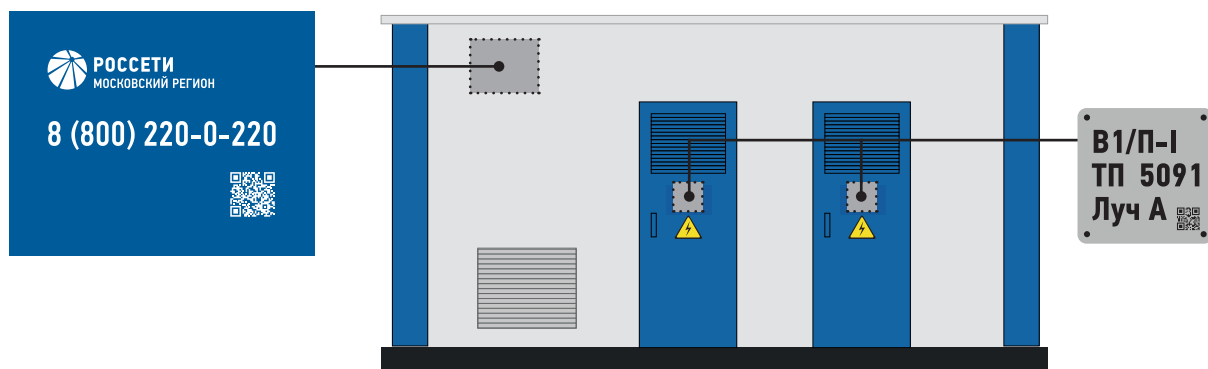 РОССЕТИ
МОСКОВСКИЙ РЕГИОН
8 (800) 220-0-220
В1/П-I
ТП 5091
Луч А